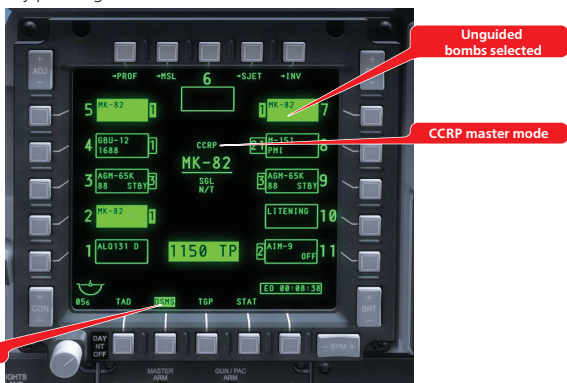 Unguided
bombs selected
ADJ
→PROF →MSL 6 →SJET →INV
5 MK-82 1
1 MK-82 7
CCRP master mode
4 GBU-12 1
1688
CCRP
21 M-151 8
PMI
MK-82
3 AGM-65K 3
88 STBY
SGL
N/T
3 AGM-65K 9
88 STBY
2 MK-82 1
LITENING 10
1 ALQ131 D
1150 TP
2 AIM-9 11
OFF
EO 00:08:38
056 TAD DSMS TGP STAT
CON
BRT
DAY
NT
OFF
- SYM +
MASTER
ARM
GUN / PAC
ARM
IGHTS